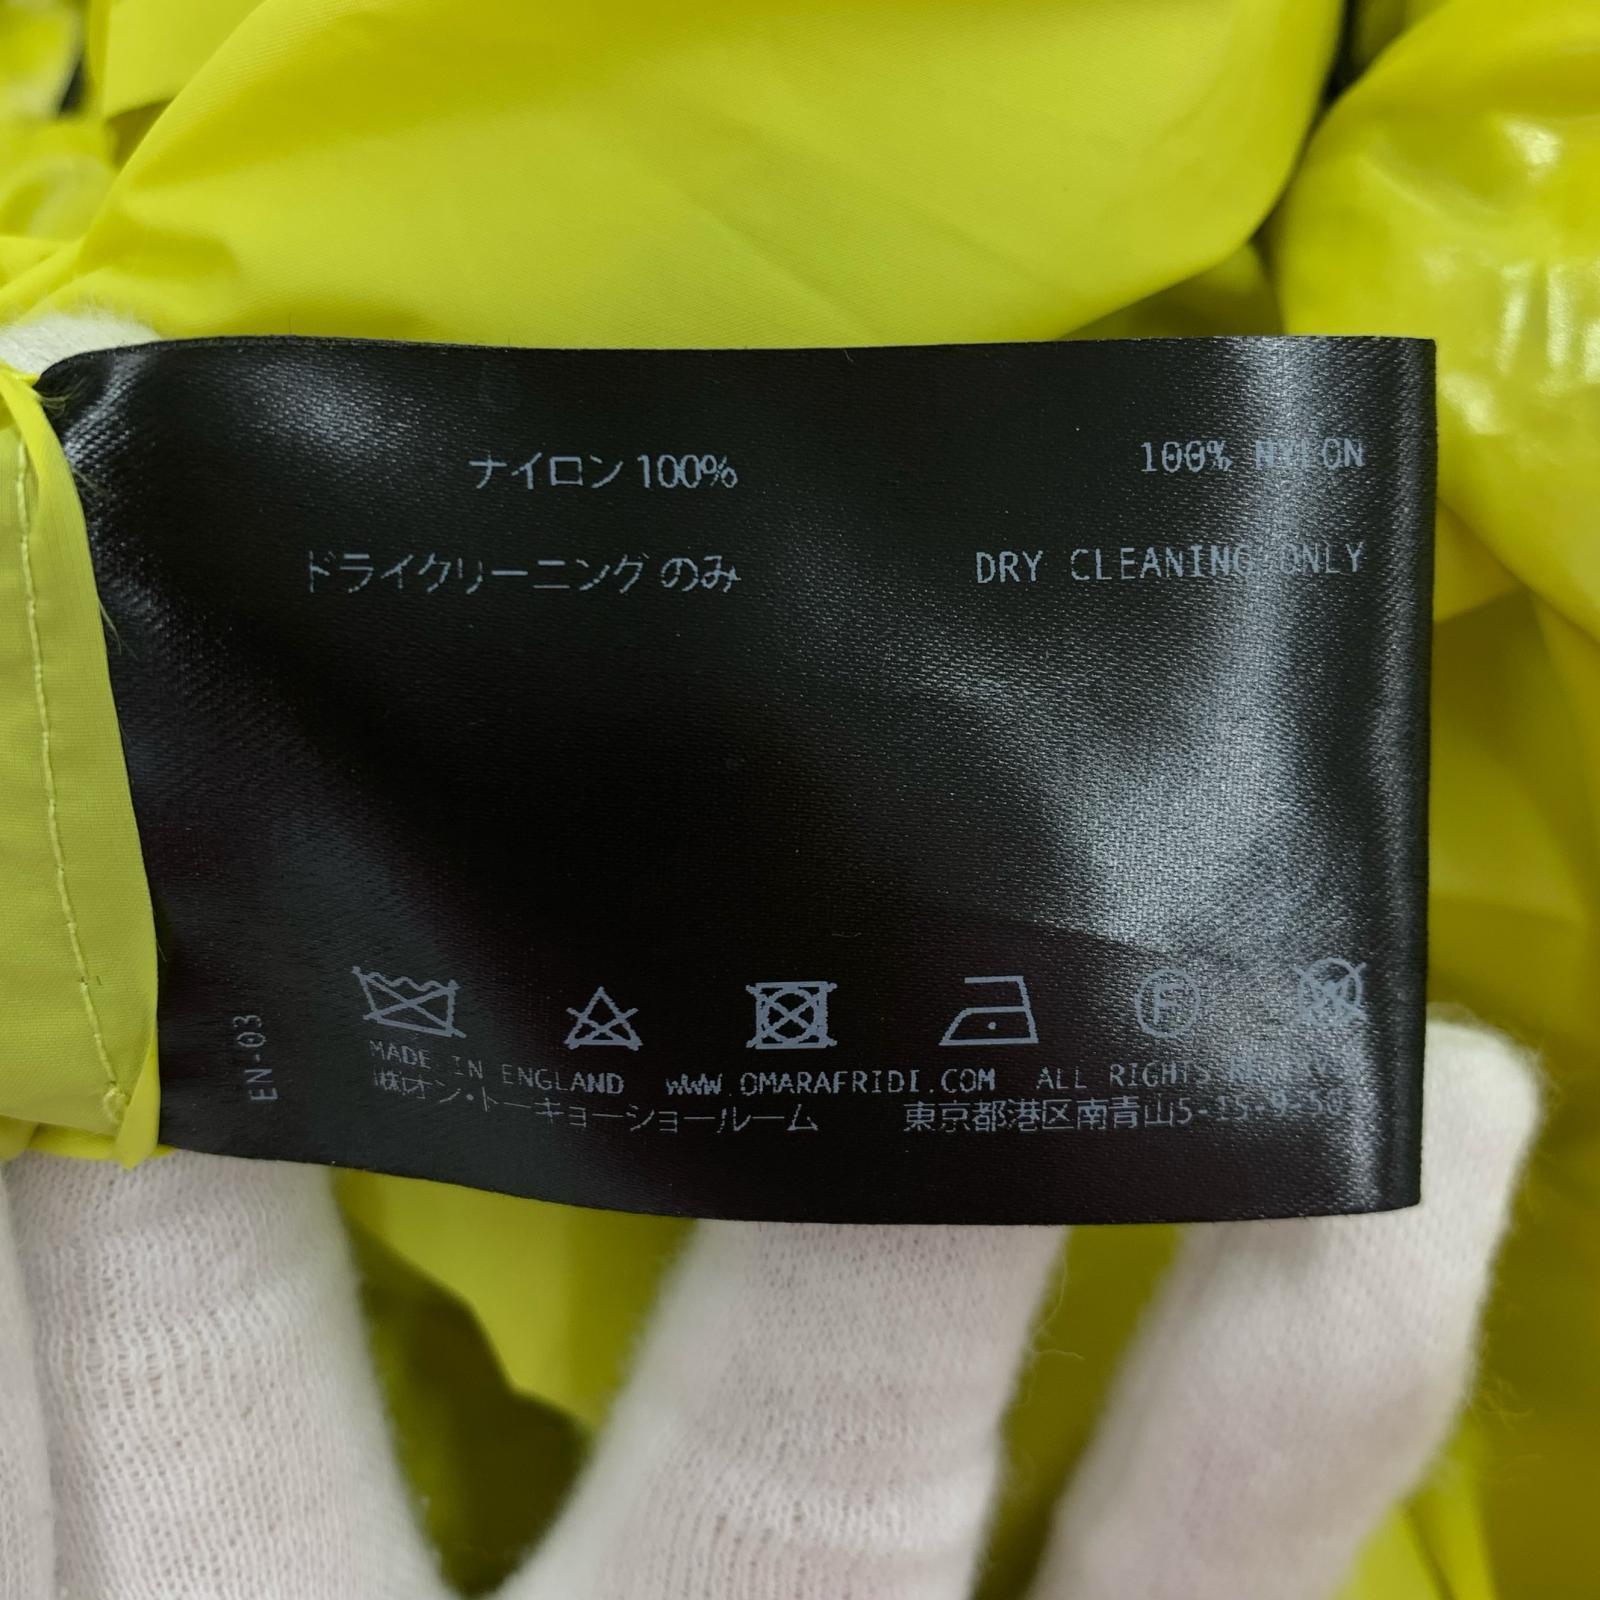 ナイロン 100%
100% NYLON
ドライクリーニング のみ
DRY CLEANING ONLY
F
EN-03
MADE IN ENGLAND www.OMARAFRIDI.COM ALL RIGHTS
㈱レオン・トーキョーショールーム 東京都港区南青山5-15-9-